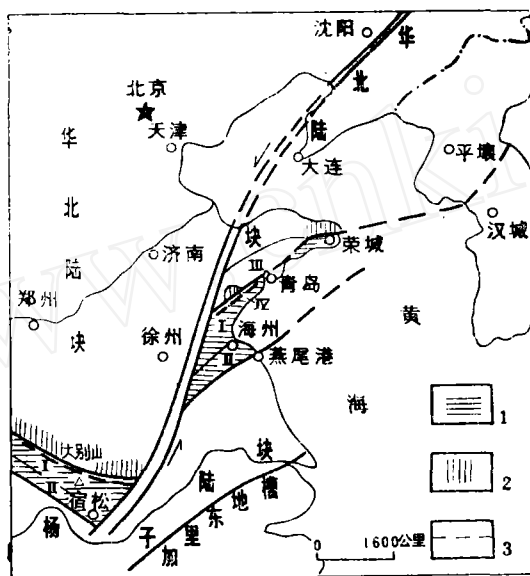 沈阳
华北陆块
北京
天津
大连
平壤
汉城
华北陆块
济南
荣城
III
青岛
IV
郑州
徐州
I
海州
II
燕尾港
黄海
大别山
I
II
宿松
扬子陆块
加里东地槽
0 1600公里
1
2
3